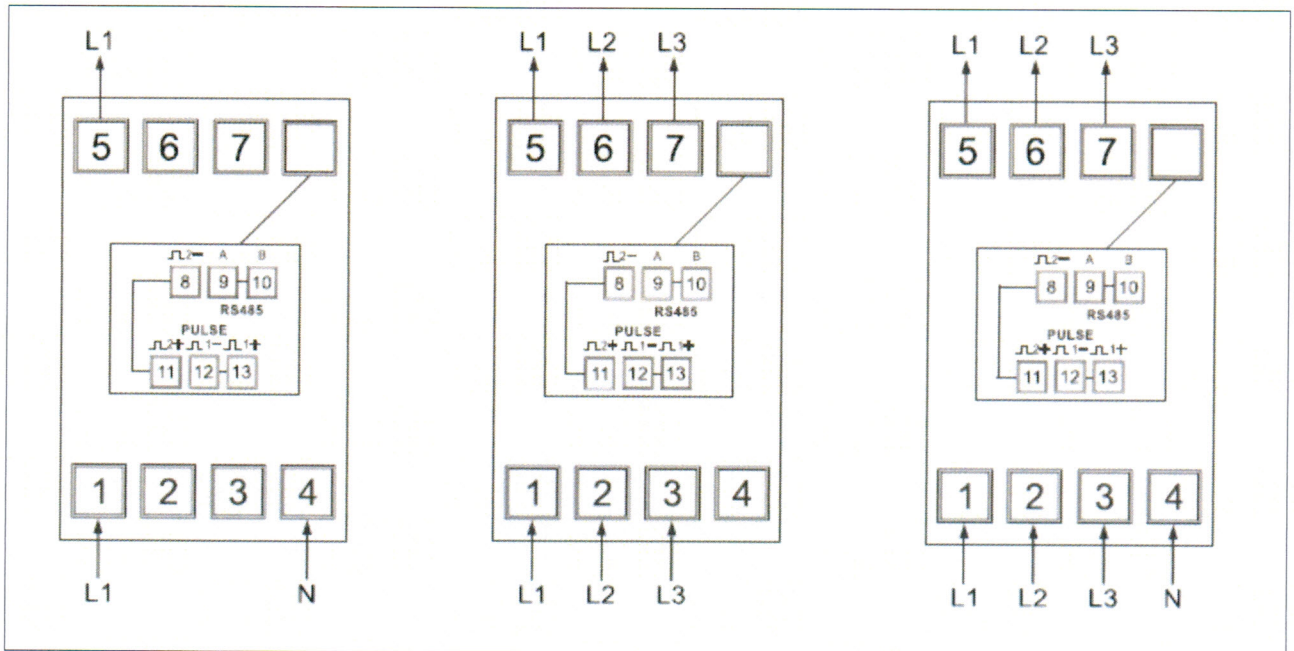 L1
5 6 7
⎍2− A B
8 9 10
RS485
PULSE
⎍2+ ⎍1− ⎍1+
11 12 13
1 2 3 4
L1 N
L1 L2 L3
5 6 7
⎍2− A B
8 9 10
RS485
PULSE
⎍2+ ⎍1− ⎍1+
11 12 13
1 2 3 4
L1 L2 L3
L1 L2 L3
5 6 7
⎍2− A B
8 9 10
RS485
PULSE
⎍2+ ⎍1− ⎍1+
11 12 13
1 2 3 4
L1 L2 L3 N